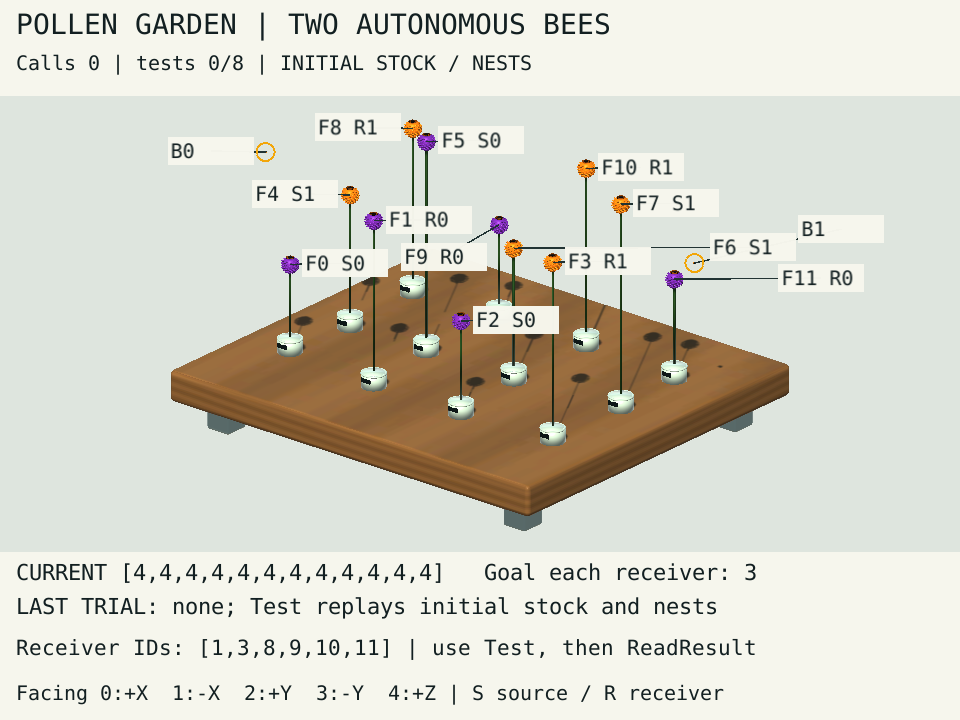 POLLEN GARDEN | TWO AUTONOMOUS BEES
Calls 0 | tests 0/8 | INITIAL STOCK / NESTS
F8 R1
F5 S0
B0
F10 R1
F4 S1
F7 S1
F1 R0
B1
F6 S1
F9 R0
F3 R1
F0 S0
F11 R0
F2 S0
CURRENT [4,4,4,4,4,4,4,4,4,4,4,4] Goal each receiver: 3
LAST TRIAL: none; Test replays initial stock and nests
Receiver IDs: [1,3,8,9,10,11] | use Test, then ReadResult
Facing 0:+X 1:-X 2:+Y 3:-Y 4:+Z | S source / R receiver